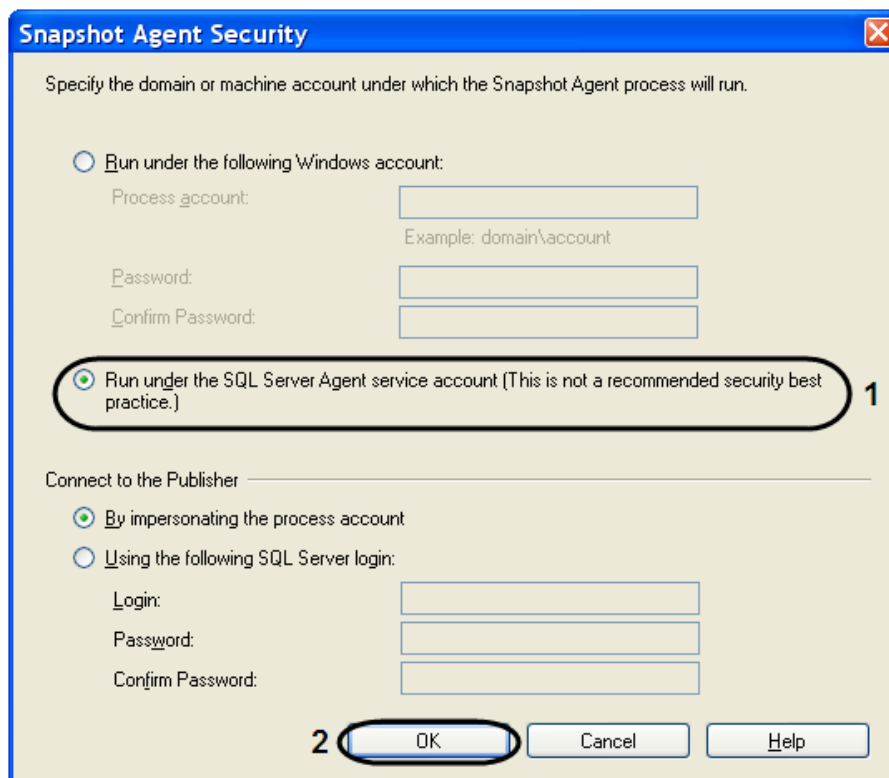 Snapshot Agent Security
Specify the domain or machine account under which the Snapshot Agent process will run.
Run under the following Windows account:
Process account:
Example: domain\account
Password:
Confirm Password:
Run under the SQL Server Agent service account (This is not a recommended security best
practice.)
1
Connect to the Publisher
By impersonating the process account
Using the following SQL Server login:
Login:
Password:
Confirm Password:
2 OK Cancel Help